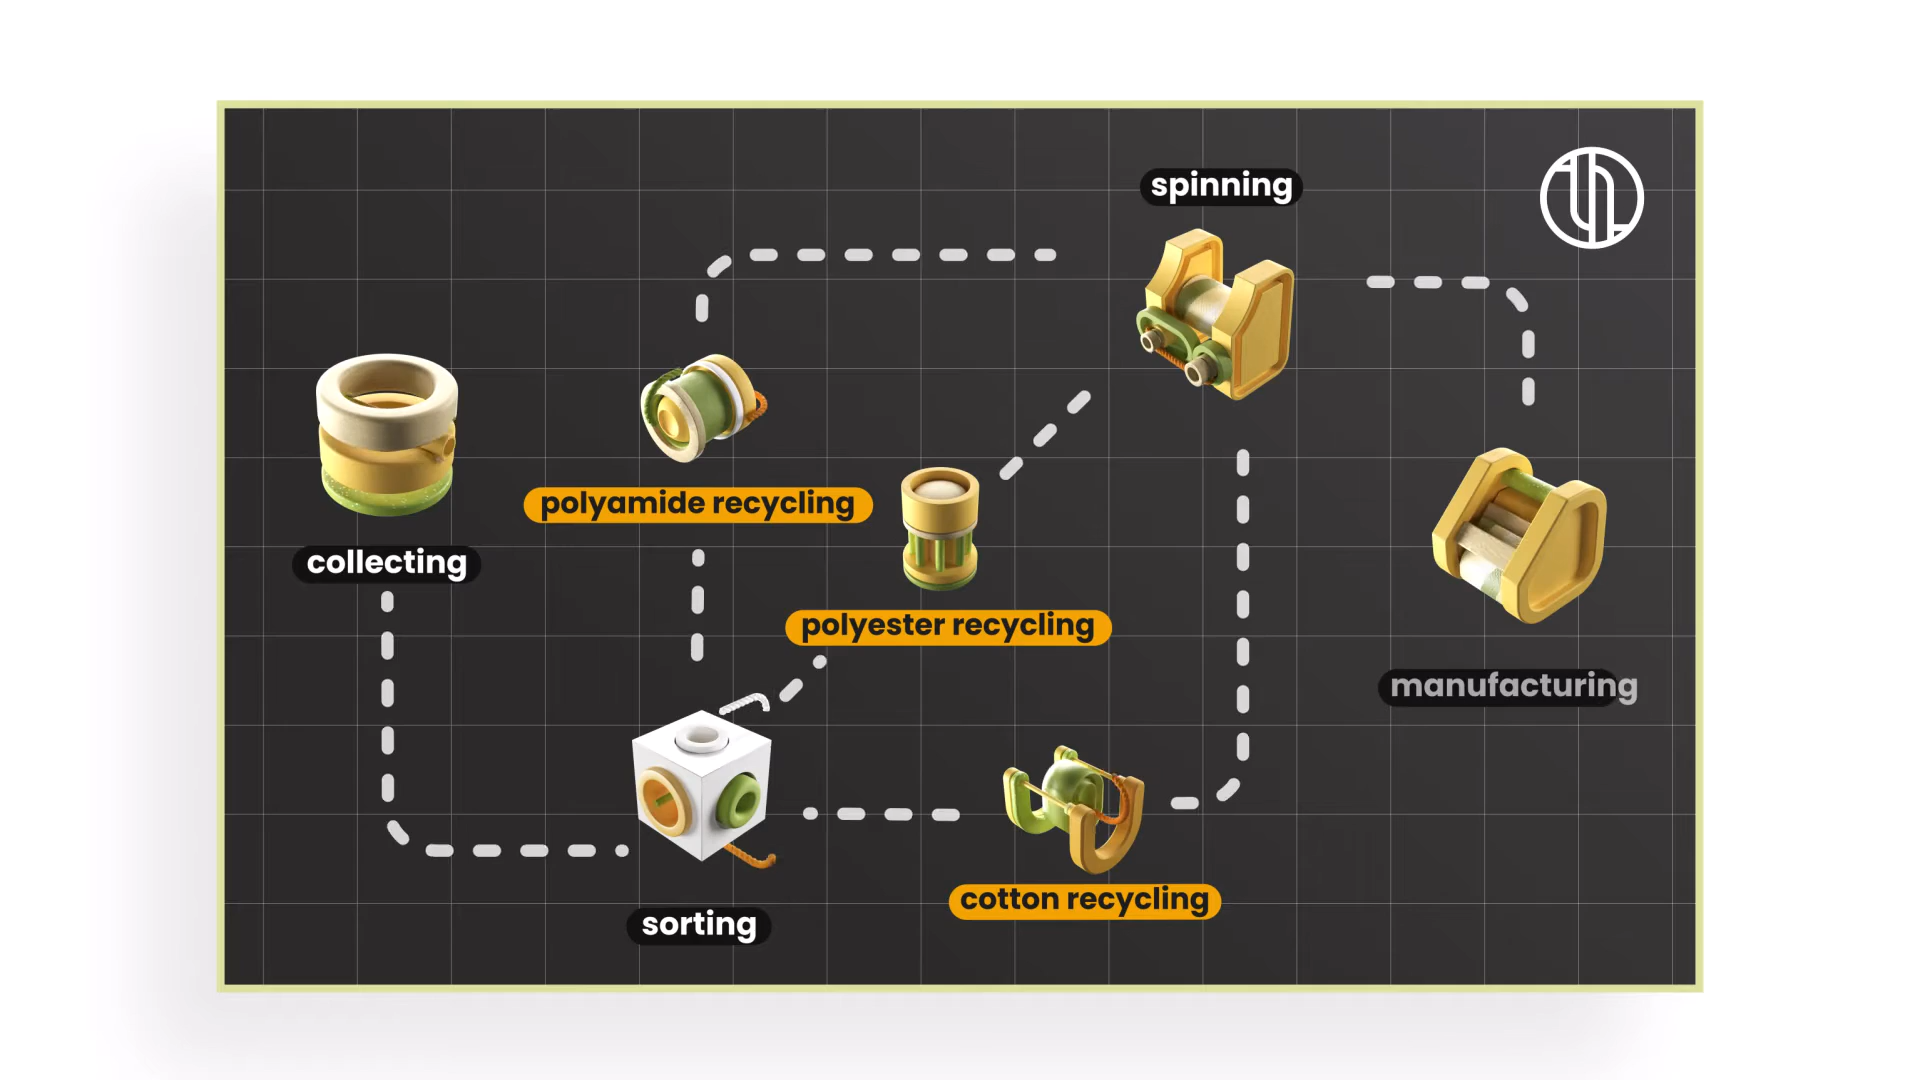 spinning
polyamide recycling
collecting
polyester recycling
manufacturing
cotton recycling
sorting